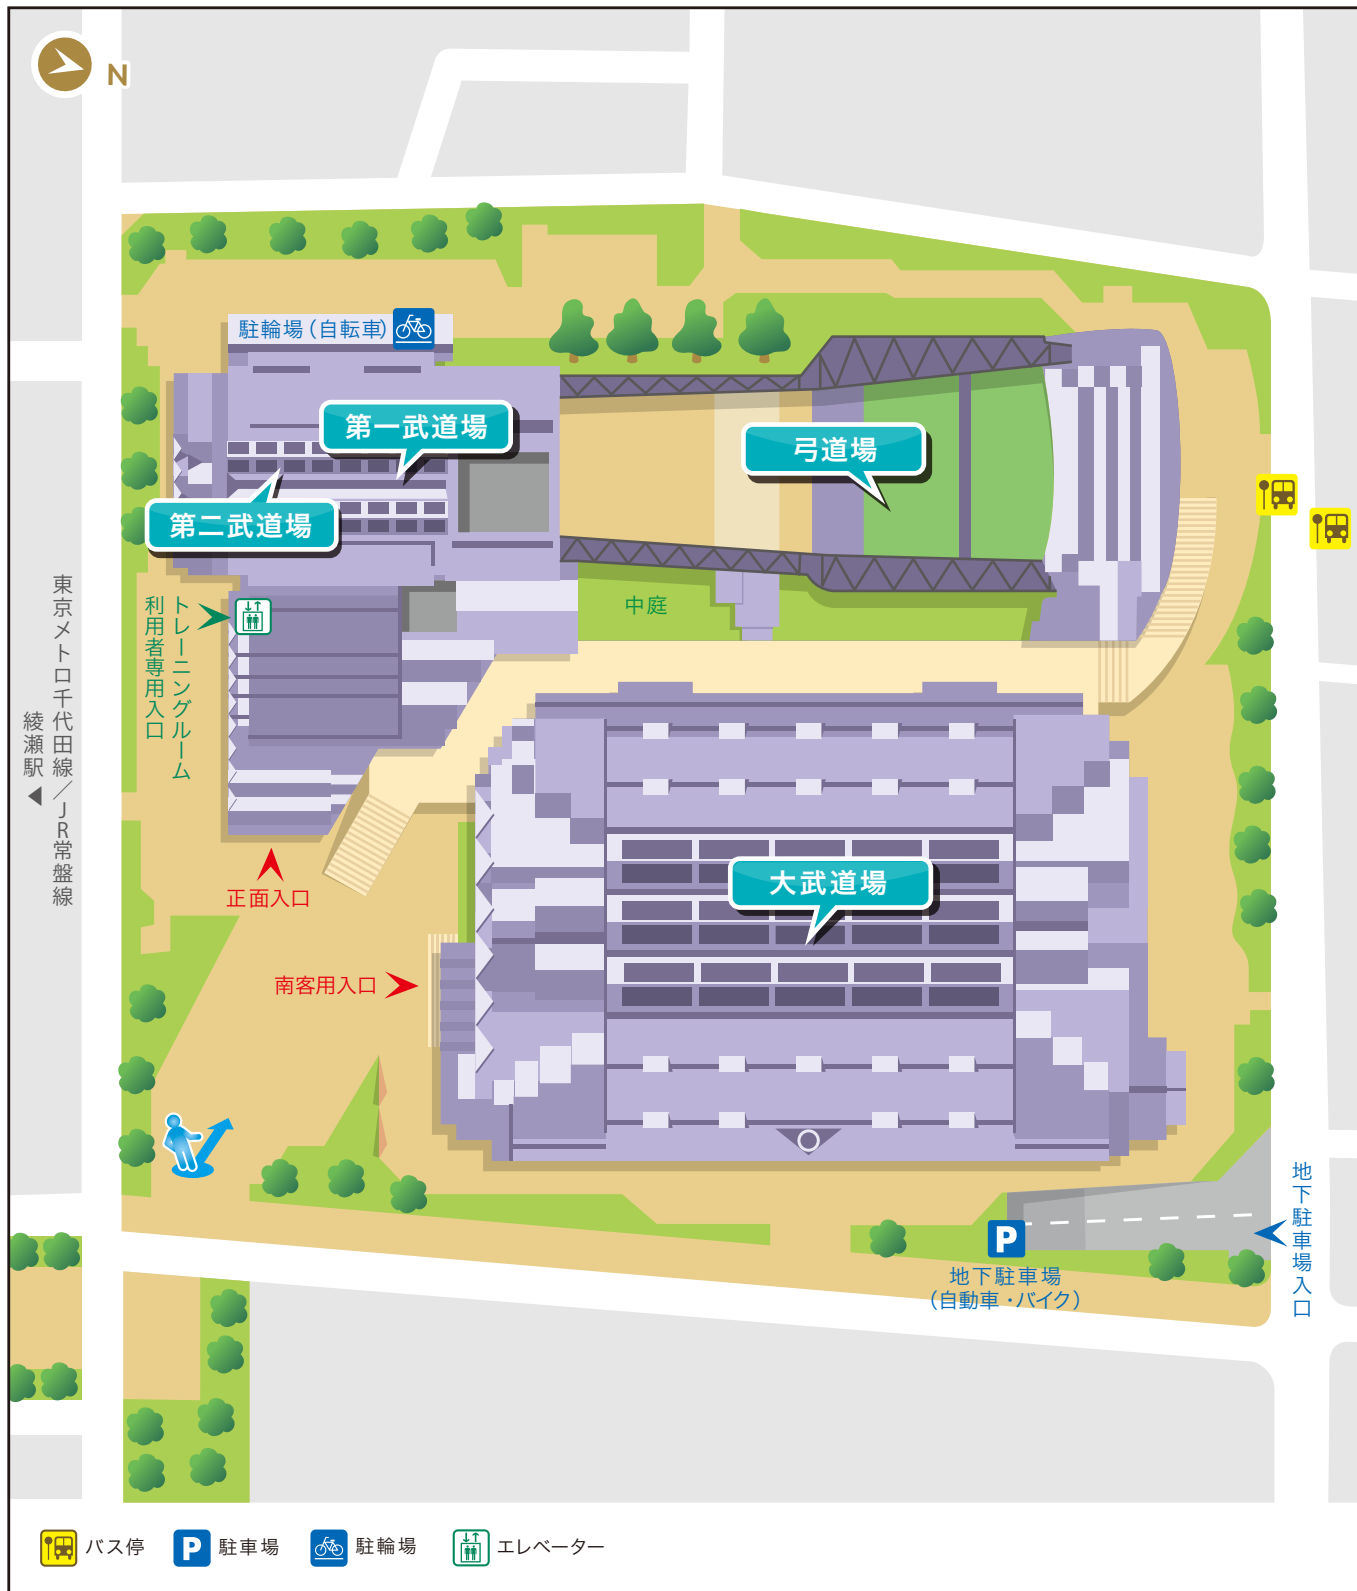 N
駐輪場（自転車）
第一武道場
弓道場
第二武道場
中庭
トレーニングルーム
利用者専用入口
東京メトロ千代田線／JR常盤線
綾瀬駅◀
大武道場
正面入口
南客用入口
地下駐車場入口
P
地下駐車場
（自動車・バイク）
バス停
P 駐車場
駐輪場
エレベーター